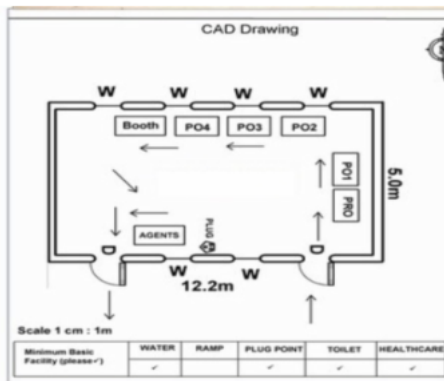 CAD Drawing
W W W W
Booth PO4 PO3 PO2
PO1
PRO
5.0m
AGENTS
PLUG
D D
W W
12.2m
Scale 1 cm : 1m
Minimum Basic Facility (please✓) WATER RAMP PLUG POINT TOILET HEALTHCARE
✓ ✓ ✓ ✓